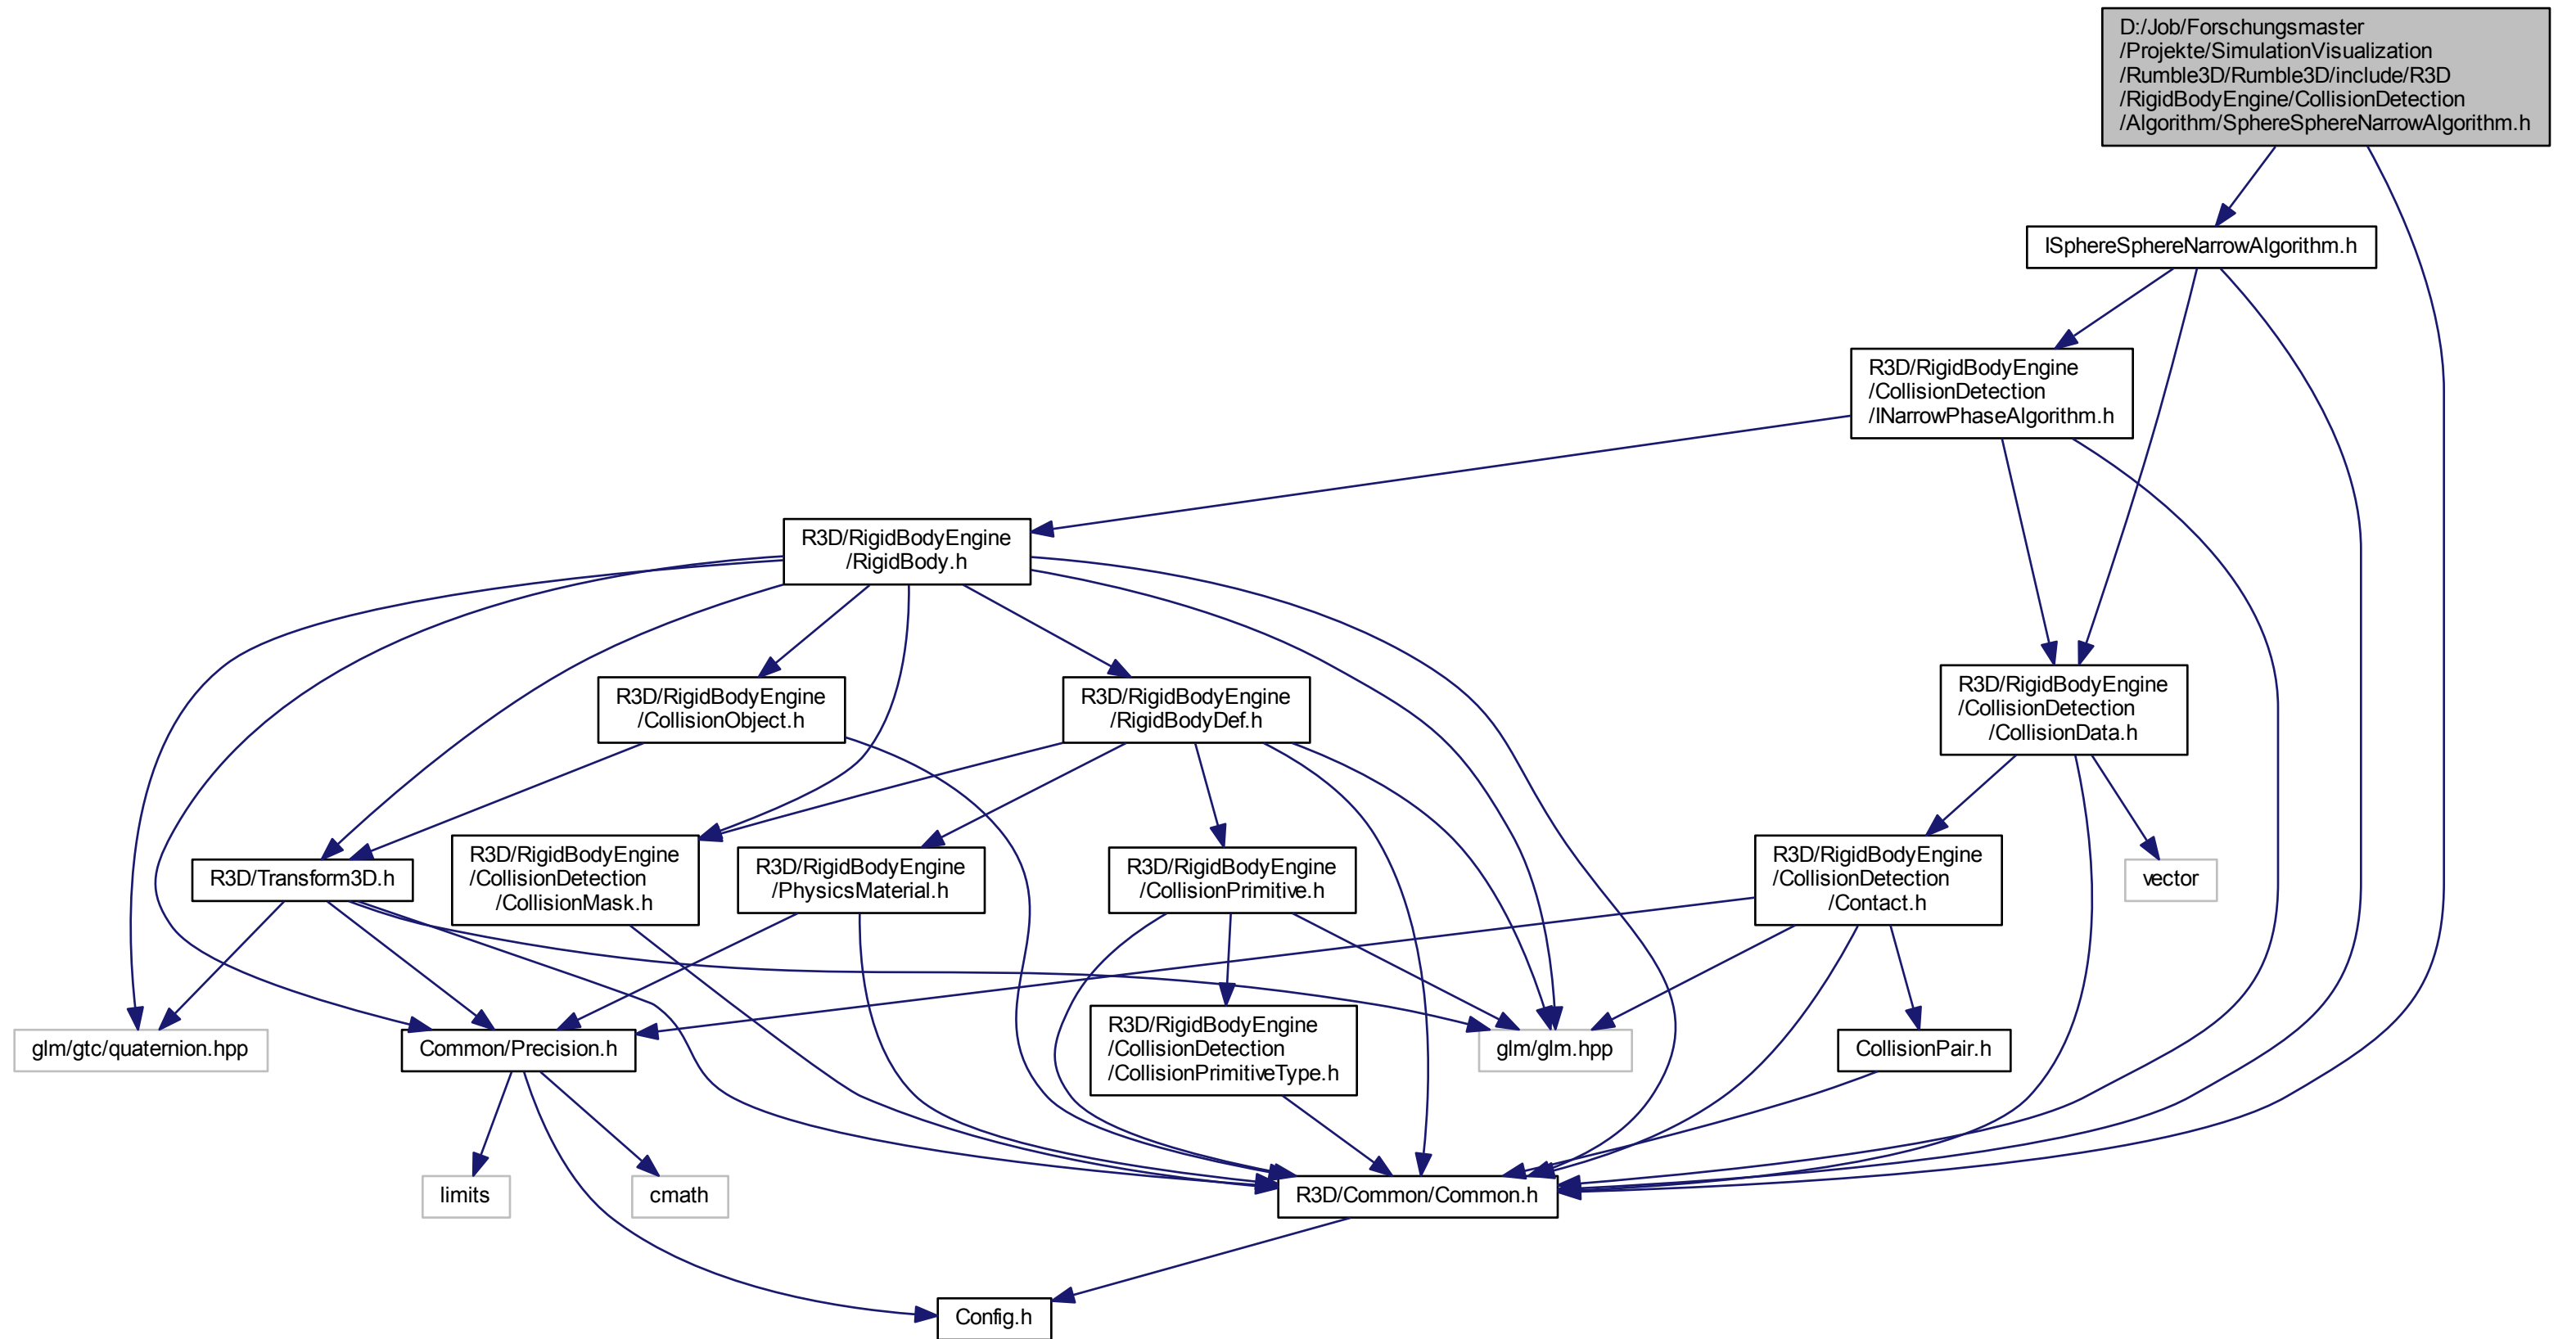 D:/Job/Forschungsmaster
/Projekte/SimulationVisualization
/Rumble3D/Rumble3D/include/R3D
/RigidBodyEngine/CollisionDetection
/Algorithm/SphereSphereNarrowAlgorithm.h
ISphereSphereNarrowAlgorithm.h
R3D/RigidBodyEngine
/CollisionDetection
/INarrowPhaseAlgorithm.h
R3D/RigidBodyEngine
/RigidBody.h
R3D/RigidBodyEngine
/CollisionObject.h
R3D/RigidBodyEngine
/RigidBodyDef.h
R3D/RigidBodyEngine
/CollisionDetection
/CollisionData.h
R3D/Transform3D.h
R3D/RigidBodyEngine
/CollisionDetection
/CollisionMask.h
R3D/RigidBodyEngine
/PhysicsMaterial.h
R3D/RigidBodyEngine
/CollisionPrimitive.h
R3D/RigidBodyEngine
/CollisionDetection
/Contact.h
vector
glm/gtc/quaternion.hpp
Common/Precision.h
R3D/RigidBodyEngine
/CollisionDetection
/CollisionPrimitiveType.h
glm/glm.hpp
CollisionPair.h
limits
cmath
R3D/Common/Common.h
Config.h